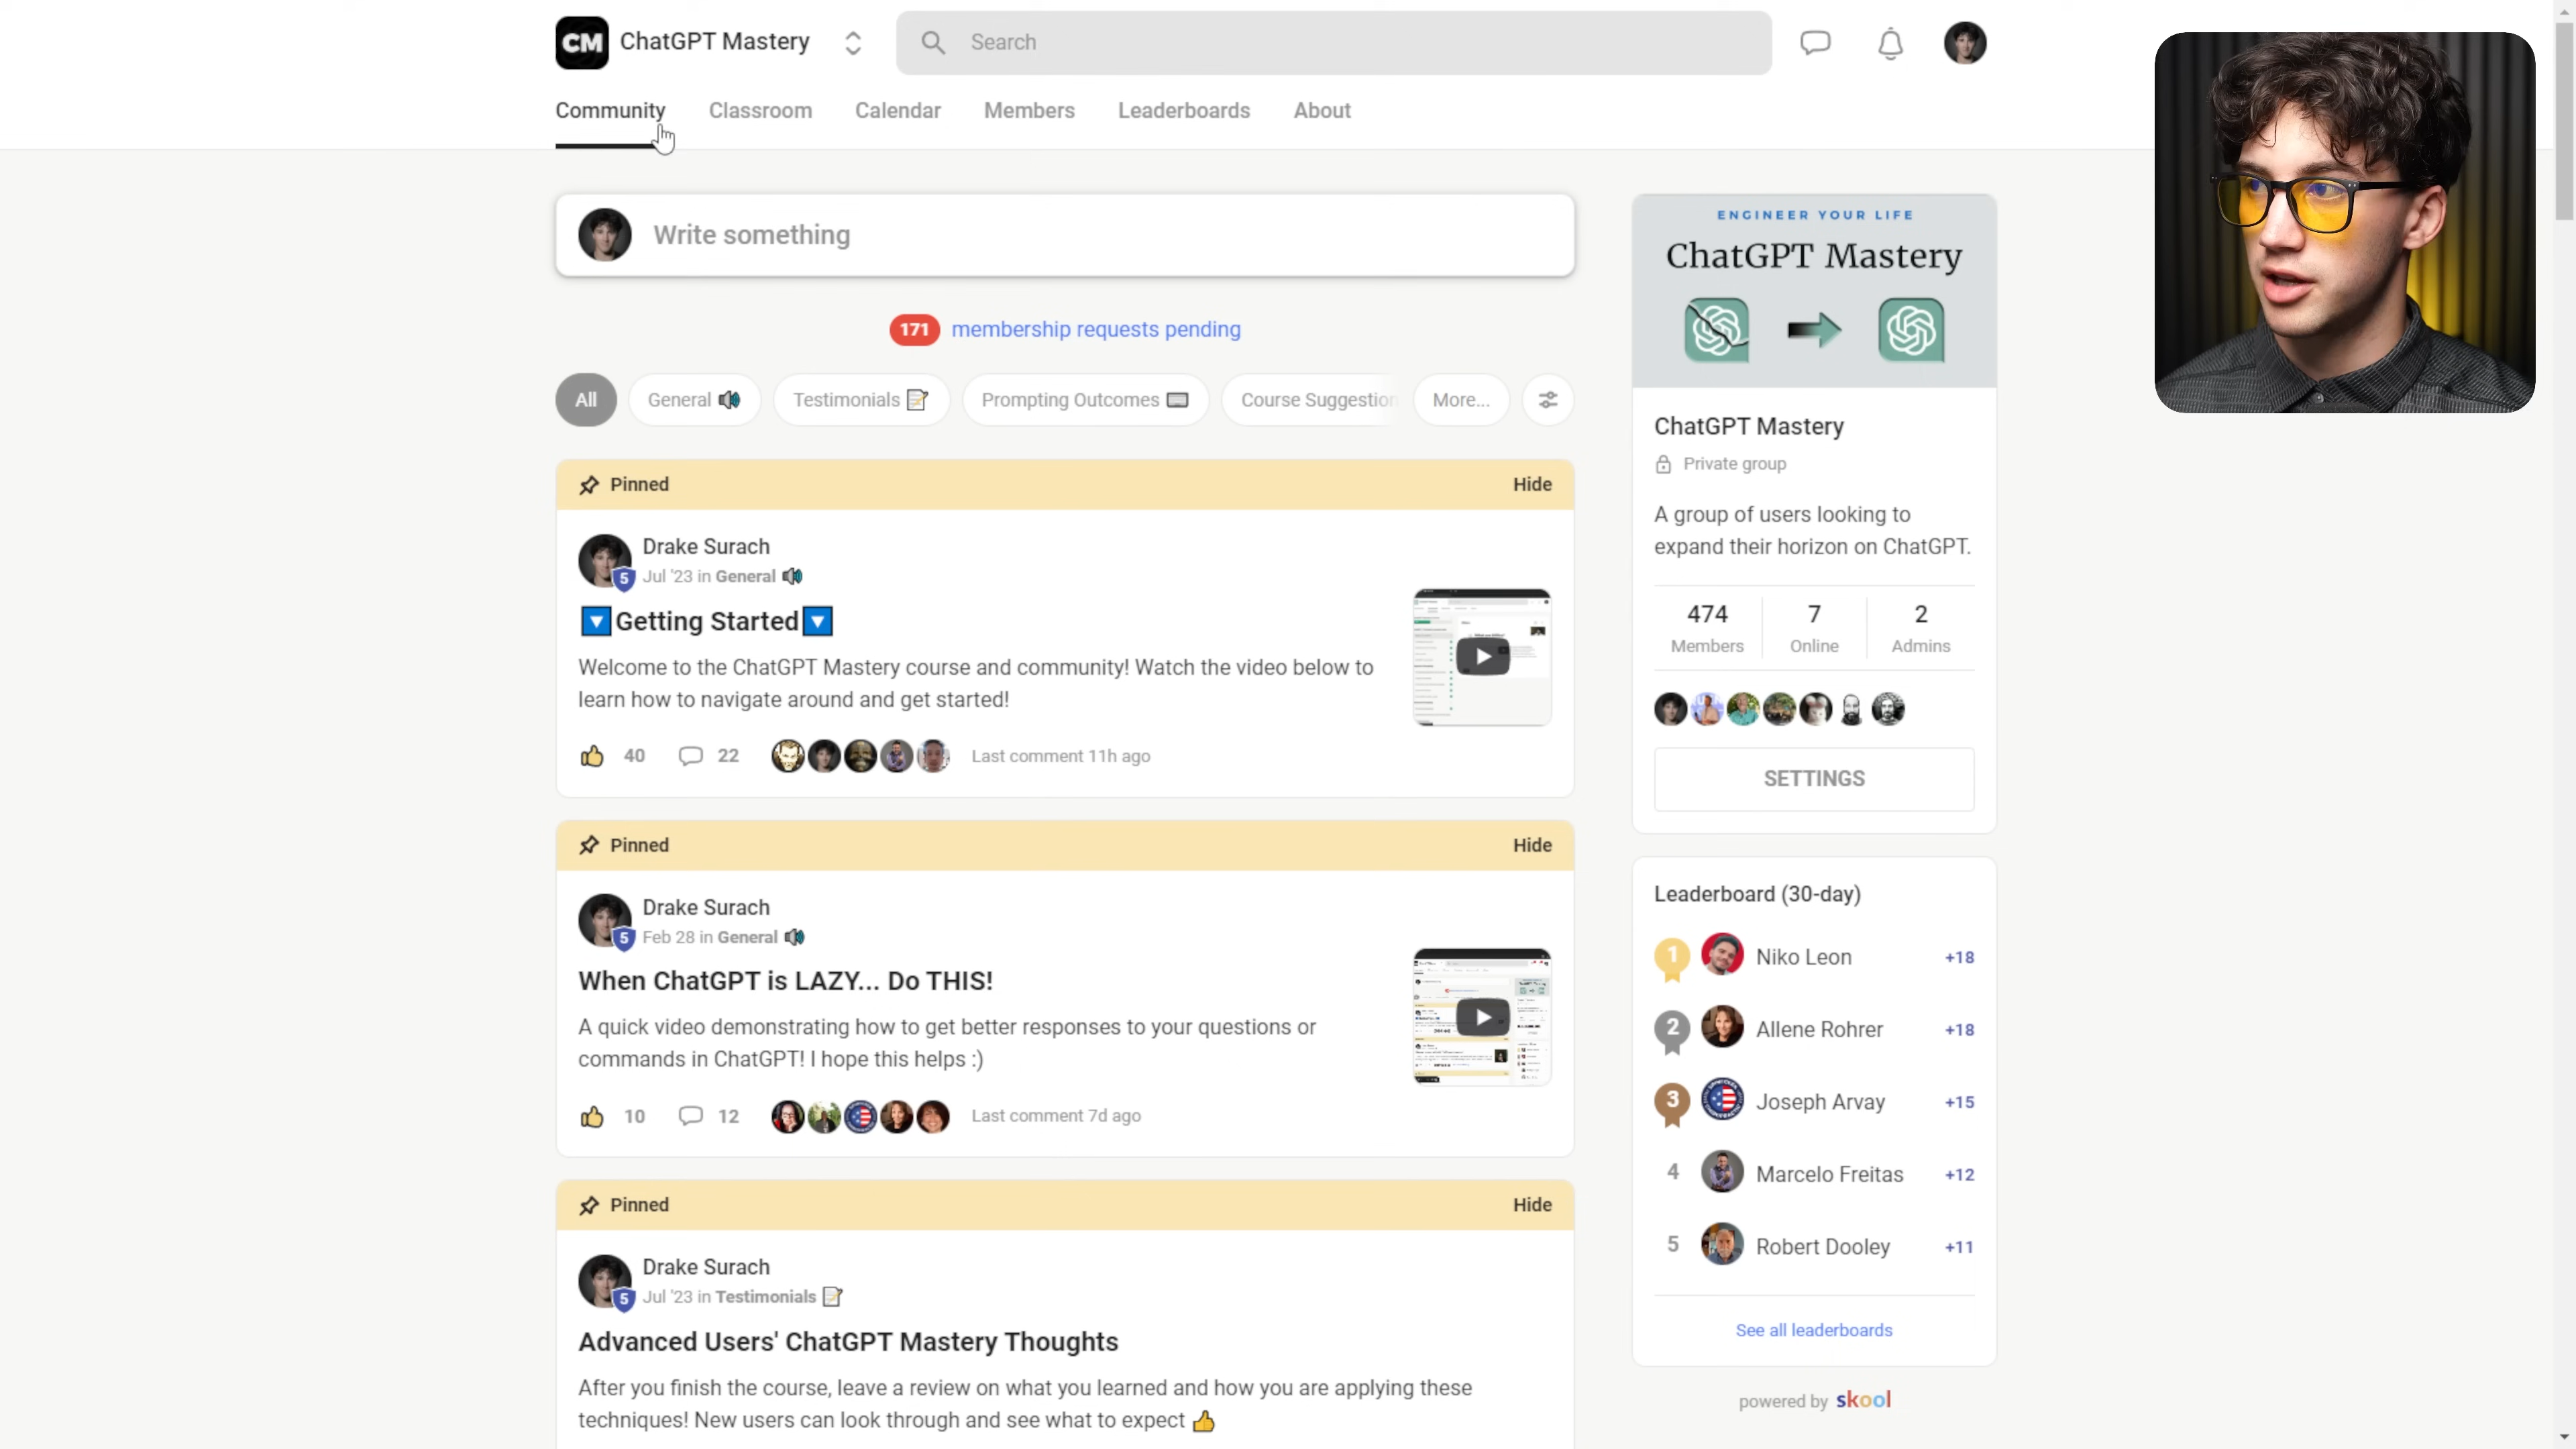 CM ChatGPT Mastery
Search
Community Classroom Calendar Members Leaderboards About
Write something
171 membership requests pending
All General Testimonials Prompting Outcomes Course Suggestion More...
Pinned Hide
Drake Surach
5 Jul '23 in General
Getting Started
Welcome to the ChatGPT Mastery course and community! Watch the video below to
learn how to navigate around and get started!
40 22 Last comment 11h ago
Pinned Hide
Drake Surach
5 Feb 28 in General
When ChatGPT is LAZY... Do THIS!
A quick video demonstrating how to get better responses to your questions or
commands in ChatGPT! I hope this helps :)
10 12 Last comment 7d ago
Pinned Hide
Drake Surach
5 Jul '23 in Testimonials
Advanced Users' ChatGPT Mastery Thoughts
After you finish the course, leave a review on what you learned and how you are applying these
techniques! New users can look through and see what to expect
ENGINEER YOUR LIFE
ChatGPT Mastery
ChatGPT Mastery
Private group
A group of users looking to
expand their horizon on ChatGPT.
474 7 2
Members Online Admins
SETTINGS
Leaderboard (30-day)
1 Niko Leon +18
2 Allene Rohrer +18
3 Joseph Arvay +15
4 Marcelo Freitas +12
5 Robert Dooley +11
See all leaderboards
powered by skool